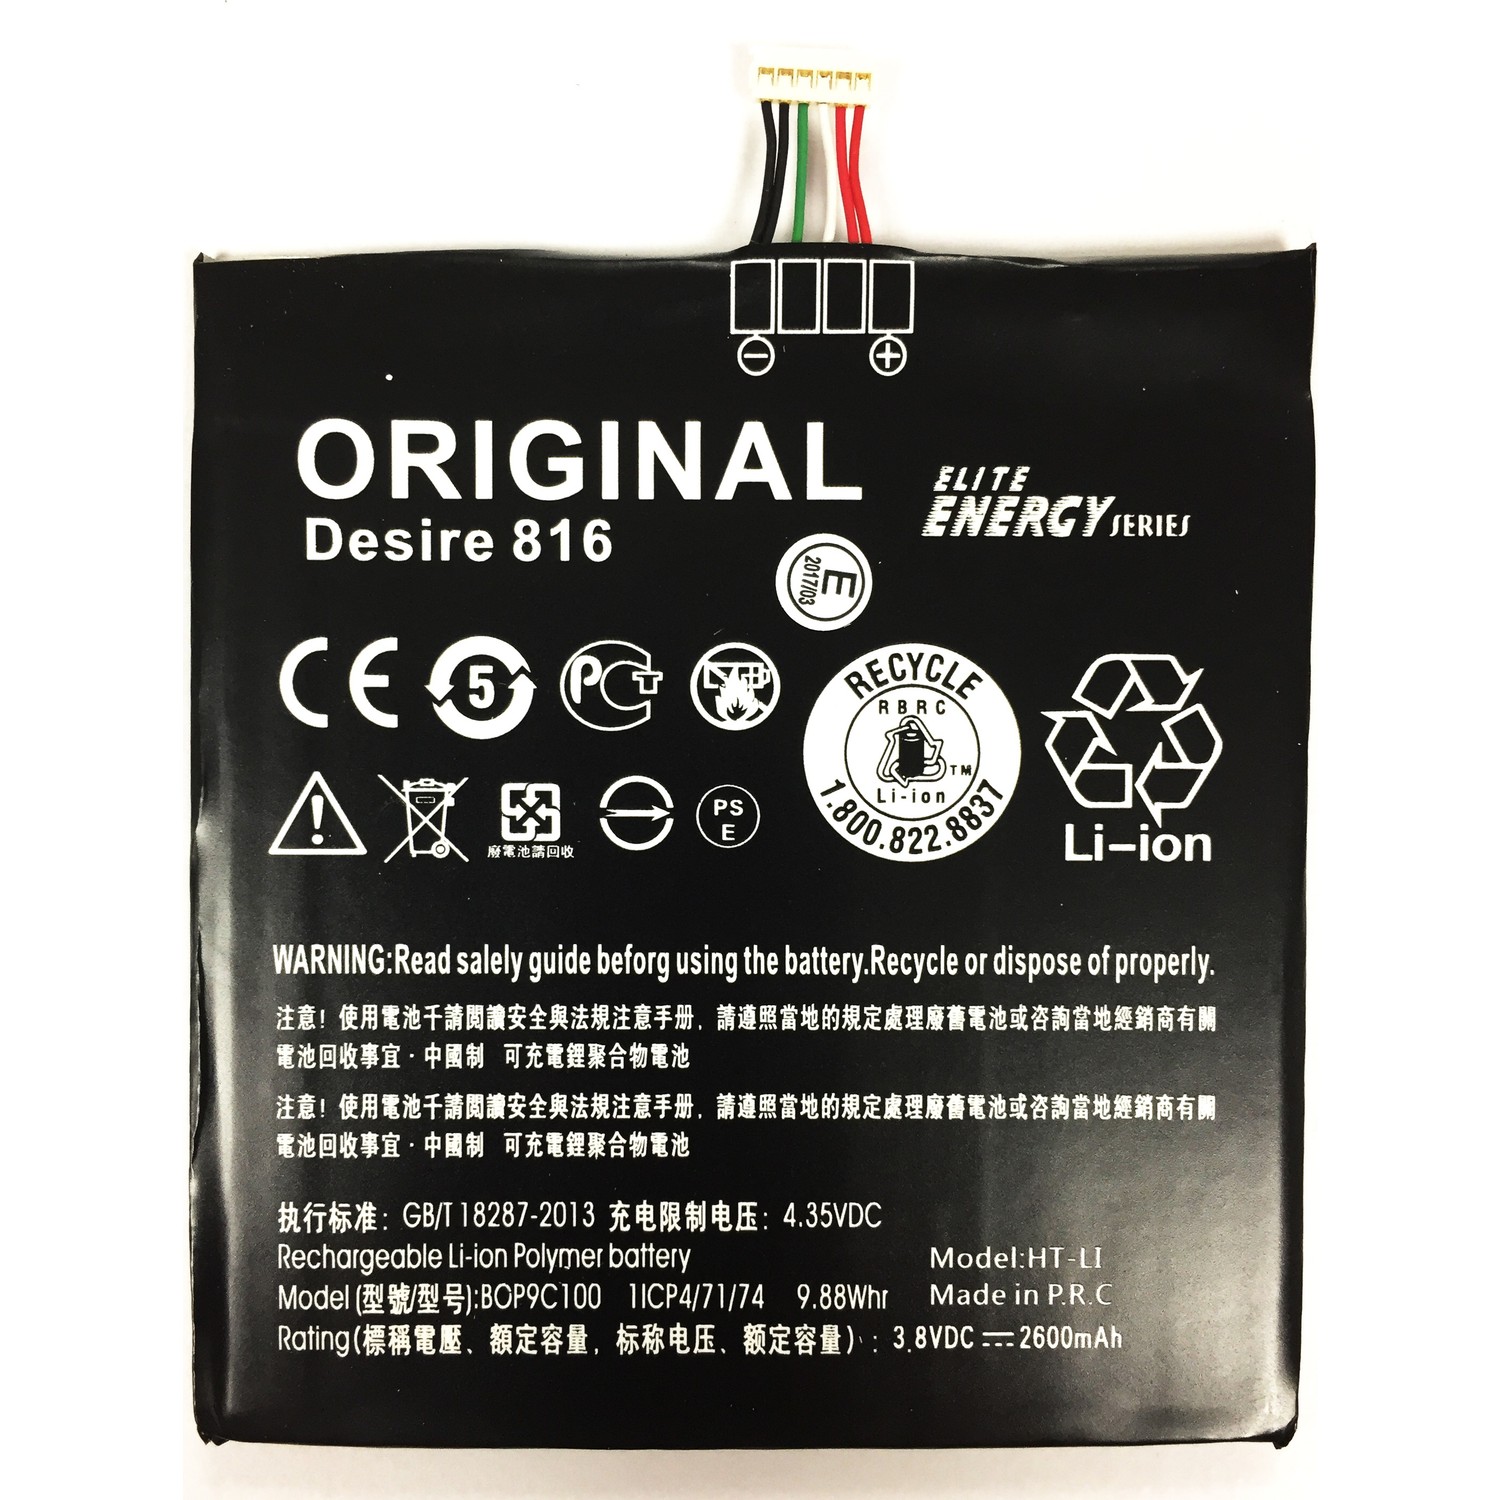 ORIGINAL
Desire 816
ELITE
ENERGY SERIES
E
2017/03
CE
5
PCT
RECYCLE
RBRC
TM
Li-ion
1.800.822.8837
Li-ion
廢電池請回收
PS
E
WARNING:Read salely guide beforg using the battery.Recycle or dispose of properly.
注意！使用電池千請閱讀安全與法規注意手册，請遵照當地的規定處理廢舊電池或咨詢當地經銷商有關
電池回收事宜·中國制 可充電鋰聚合物電池
注意！使用電池千請閱讀安全與法規注意手册，請遵照當地的規定處理廢舊電池或咨詢當地經銷商有關
電池回收事宜·中國制 可充電鋰聚合物電池
执行标准：GB/T 18287-2013 充电限制电压：4.35VDC
Rechargeable Li-ion Polymer battery Model:HT-LI
Model (型號/型号):BOP9C100 1ICP4/71/74 9.88Whr Made in P.R.C
Rating(標稱電壓、額定容量，标称电压、额定容量)：3.8VDC ⎓ 2600mAh